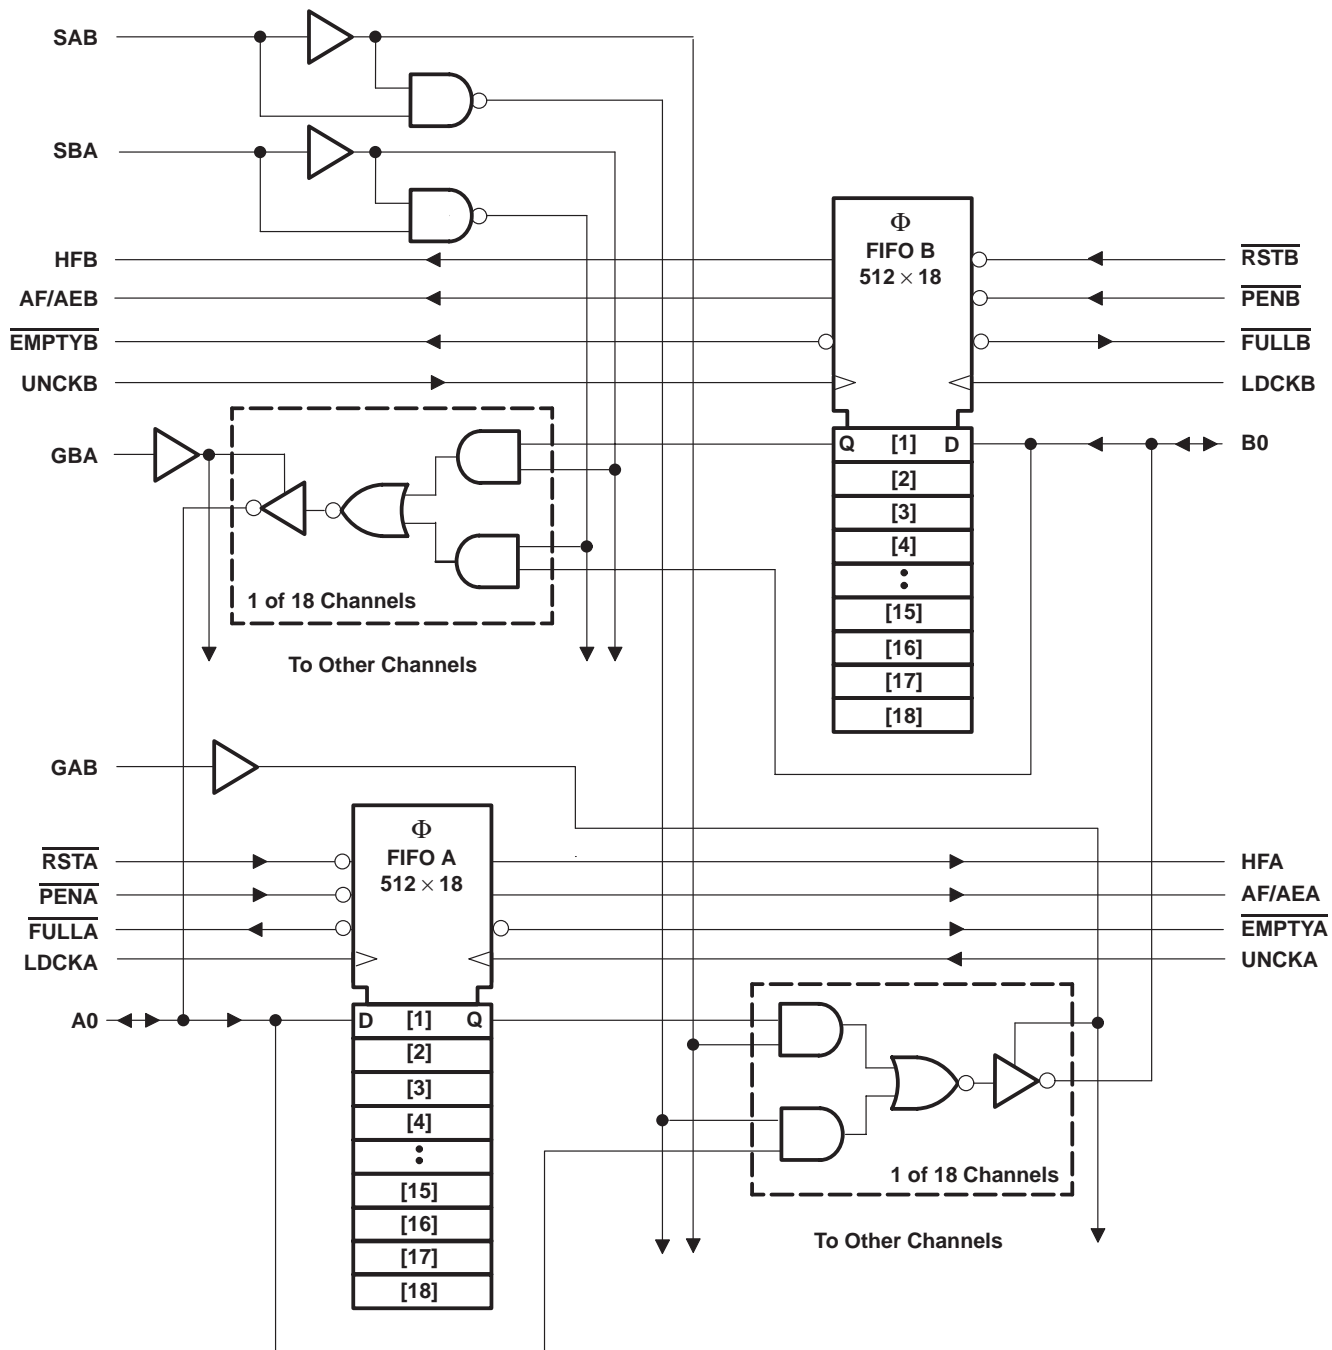 SAB
SBA
HFB
AF/AEB
EMPTYB
UNCKB
GBA
Φ
FIFO B
512 × 18
RSTB
PENB
FULLB
LDCKB
Q [1] D
B0
[2]
[3]
[4]
[15]
[16]
[17]
[18]
1 of 18 Channels
To Other Channels
GAB
RSTA
PENA
FULLA
LDCKA
A0
Φ
FIFO A
512 × 18
D [1] Q
[2]
[3]
[4]
[15]
[16]
[17]
[18]
HFA
AF/AEA
EMPTYA
UNCKA
1 of 18 Channels
To Other Channels